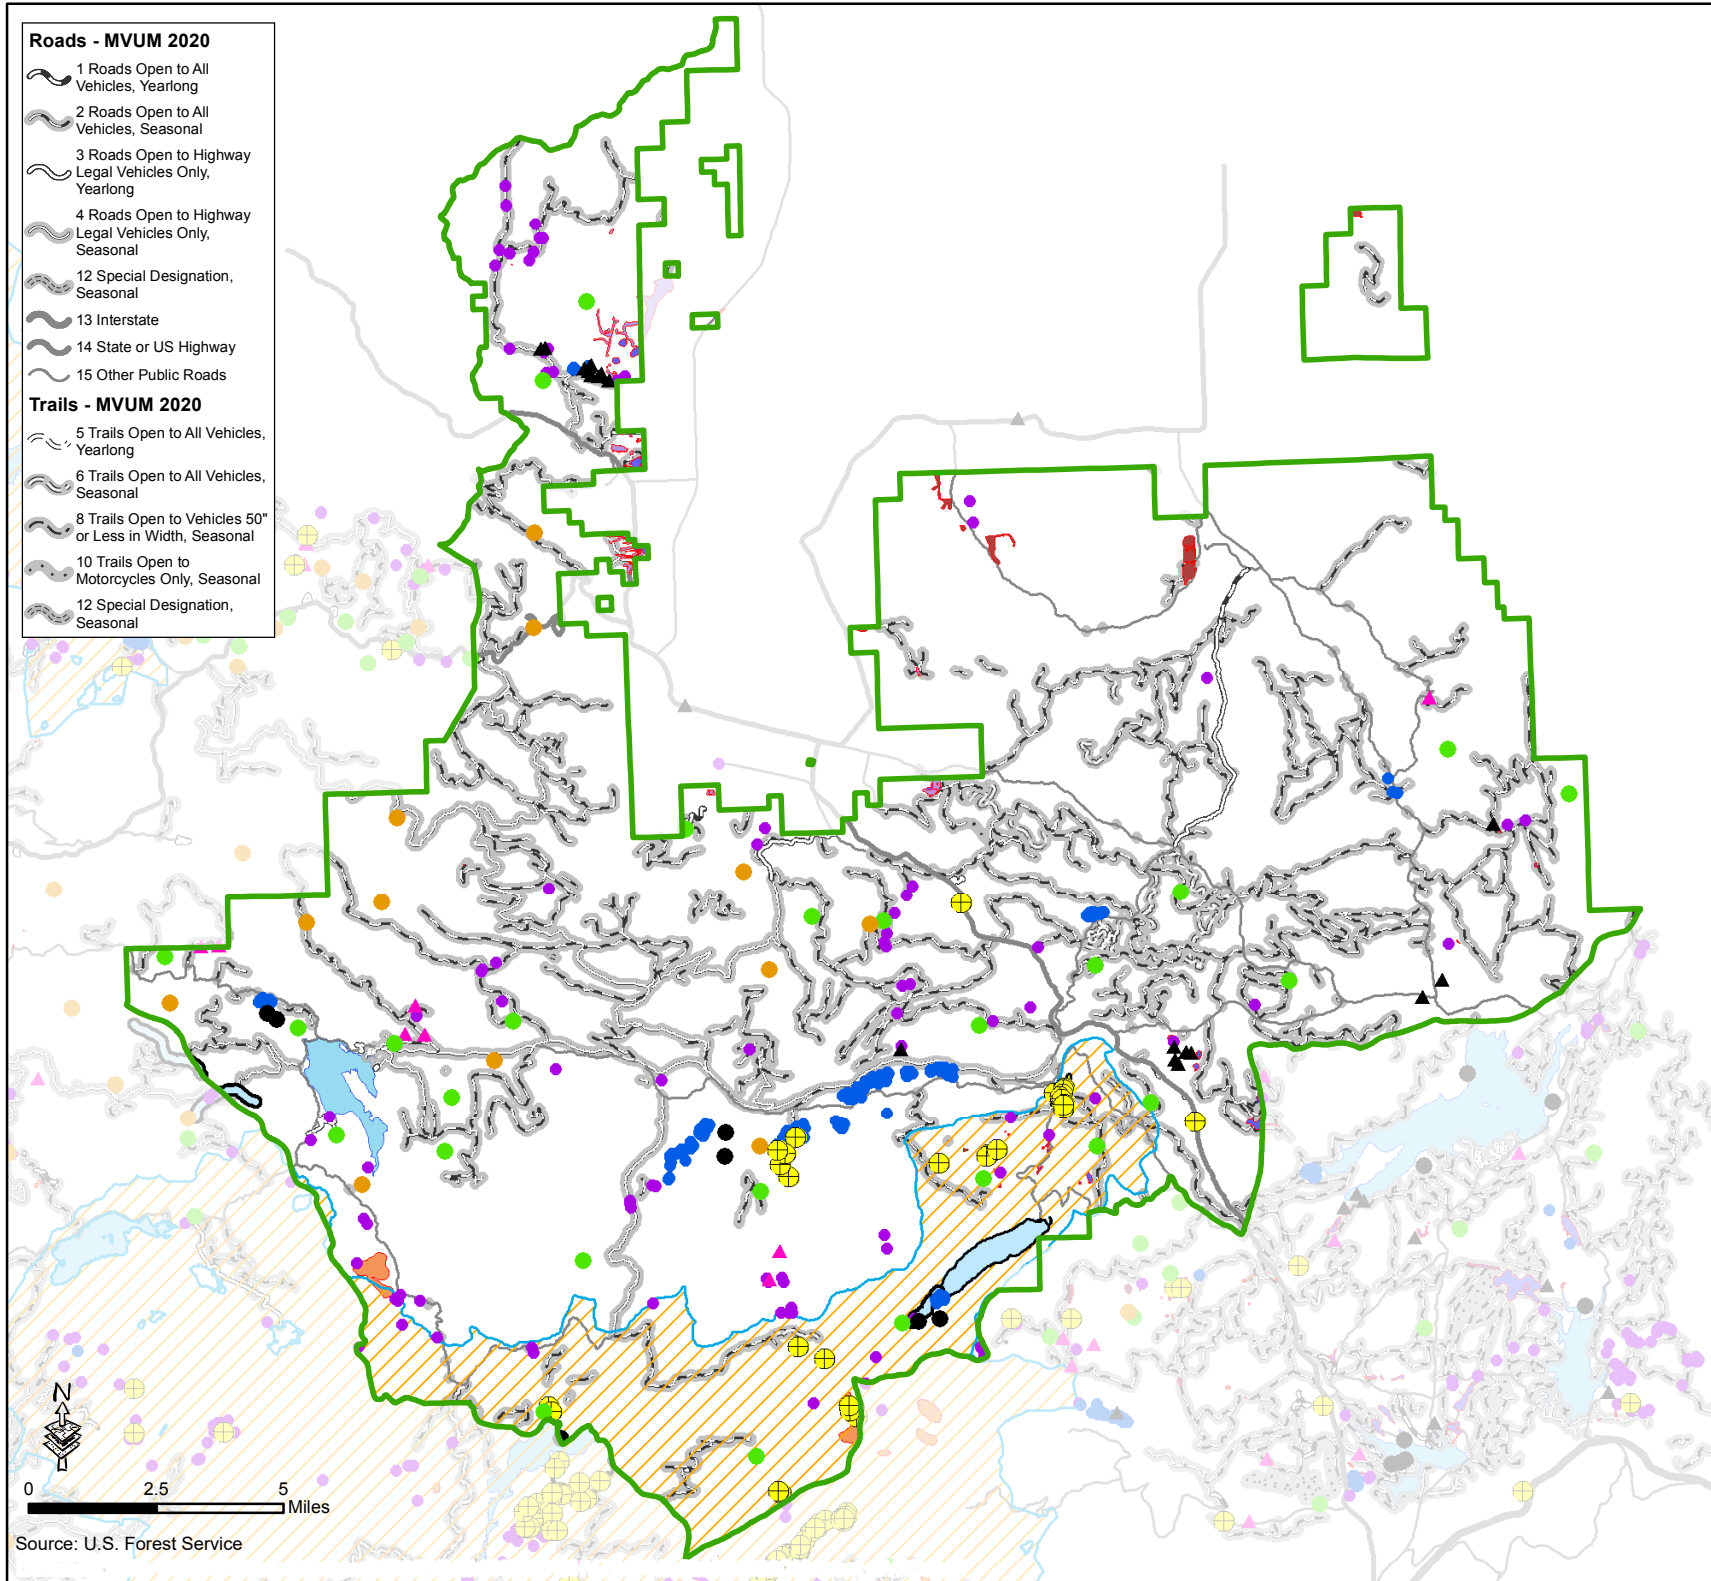 Roads - MVUM 2020
1 Roads Open to All
Vehicles, Yearlong
2 Roads Open to All
Vehicles, Seasonal
3 Roads Open to Highway
Legal Vehicles Only,
Yearlong
4 Roads Open to Highway
Legal Vehicles Only,
Seasonal
12 Special Designation,
Seasonal
13 Interstate
14 State or US Highway
15 Other Public Roads
Trails - MVUM 2020
5 Trails Open to All Vehicles,
Yearlong
6 Trails Open to All Vehicles,
Seasonal
8 Trails Open to Vehicles 50"
or Less in Width, Seasonal
10 Trails Open to
Motorcycles Only, Seasonal
12 Special Designation,
Seasonal
N
0 2.5 5
Miles
Source: U.S. Forest Service